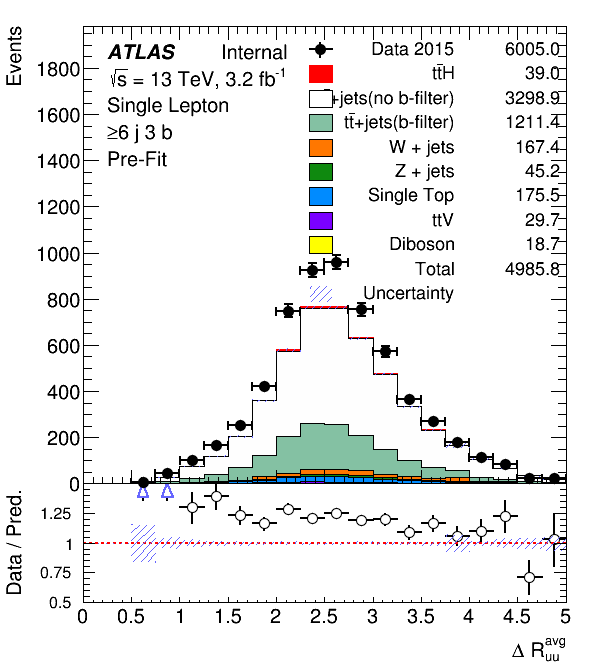 Events
ATLAS Internal
√s = 13 TeV, 3.2 fb⁻¹
Single Lepton
≥6 j 3 b
Pre-Fit
Data 2015 6005.0
tt̄H 39.0
+jets(no b-filter) 3298.9
tt̄+jets(b-filter) 1211.4
W + jets 167.4
Z + jets 45.2
Single Top 175.5
ttV 29.7
Diboson 18.7
Total 4985.8
Uncertainty
1800
1600
1400
1200
1000
800
600
400
200
0
Data / Pred.
1.25
1
0.75
0.5
0 0.5 1 1.5 2 2.5 3 3.5 4 4.5 5
Δ R_uu^avg